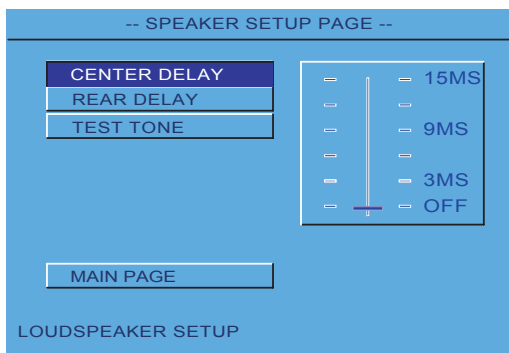 -- SPEAKER SETUP PAGE --
CENTER DELAY
REAR DELAY
TEST TONE
15MS
9MS
3MS
OFF
MAIN PAGE
LOUDSPEAKER SETUP